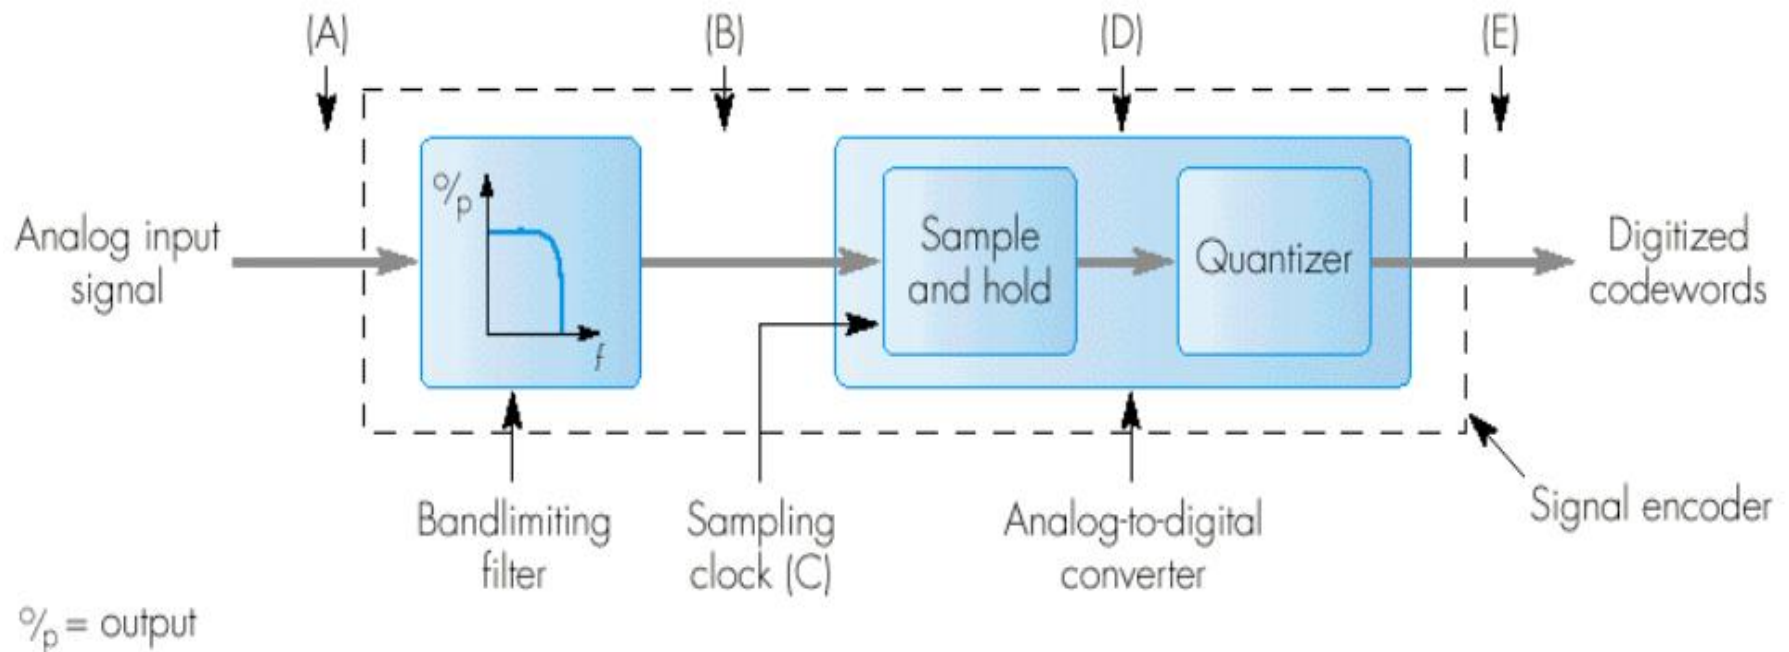 (A)
(B)
(D)
(E)
Analog input
signal
%p
f
Sample
and hold
Quantizer
Digitized
codewords
Bandlimiting
filter
Sampling
clock (C)
Analog-to-digital
converter
Signal encoder
%p = output